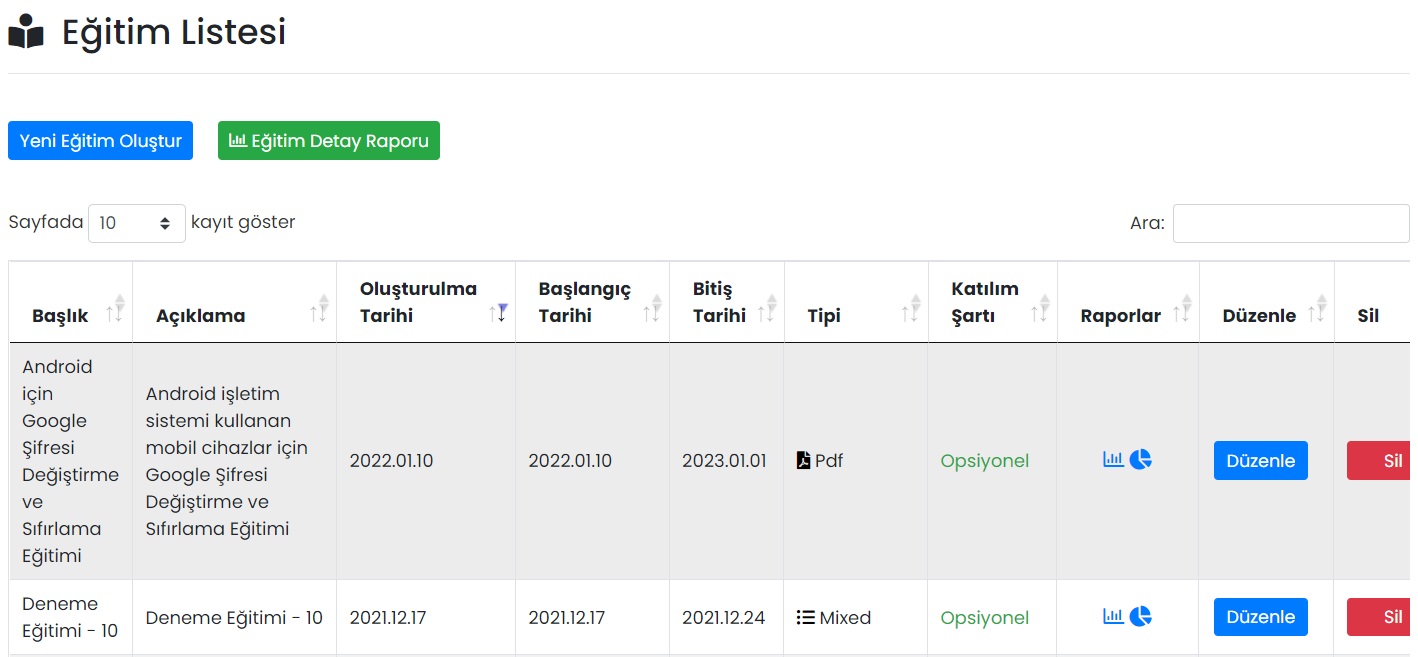 Eğitim Listesi
Yeni Eğitim Oluştur
Eğitim Detay Raporu
Sayfada 10 kayıt göster
Ara:
Başlık
Açıklama
Oluşturulma
Tarihi
Başlangıç
Tarihi
Bitiş
Tarihi
Tipi
Katılım
Şartı
Raporlar
Düzenle
Sil
Android
için
Google
Şifresi
Değiştirme
ve
Sıfırlama
Eğitimi
Android işletim
sistemi kullanan
mobil cihazlar için
Google Şifresi
Değiştirme ve
Sıfırlama Eğitimi
2022.01.10
2022.01.10
2023.01.01
Pdf
Opsiyonel
Düzenle
Sil
Deneme
Eğitimi - 10
Deneme Eğitimi - 10
2021.12.17
2021.12.17
2021.12.24
Mixed
Opsiyonel
Düzenle
Sil